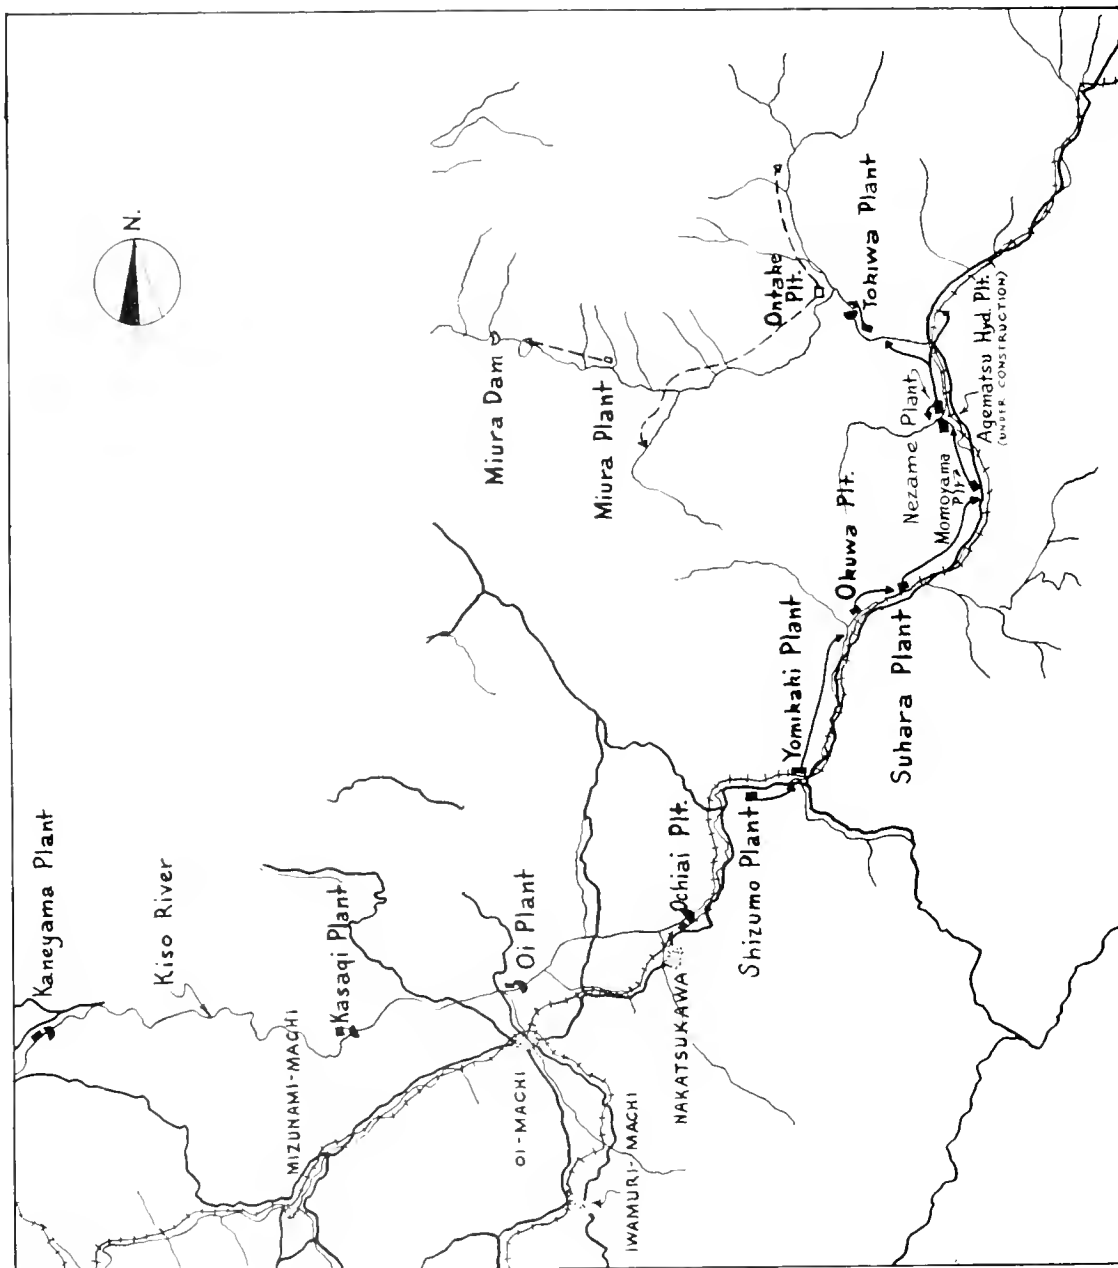 N.
Kaneyama Plant
Kiso River
MIZUNAMI-MACHI
Kasagi Plant
Miura Dam
OI-MACHI
Oi Plant
Miura Plant
IWAMURI-MACHI
NAKATSUKAWA
Ochiai Plt.
Shizumo Plant
Yomikaki Plant
Ontake
Plt.
Okuwa Plt.
Tokiwa Plant
Suhara Plant
Nezame Plant
Momoyama
Plt.
Agematsu Hyd. Plt.
(UNDER CONSTRUCTION)